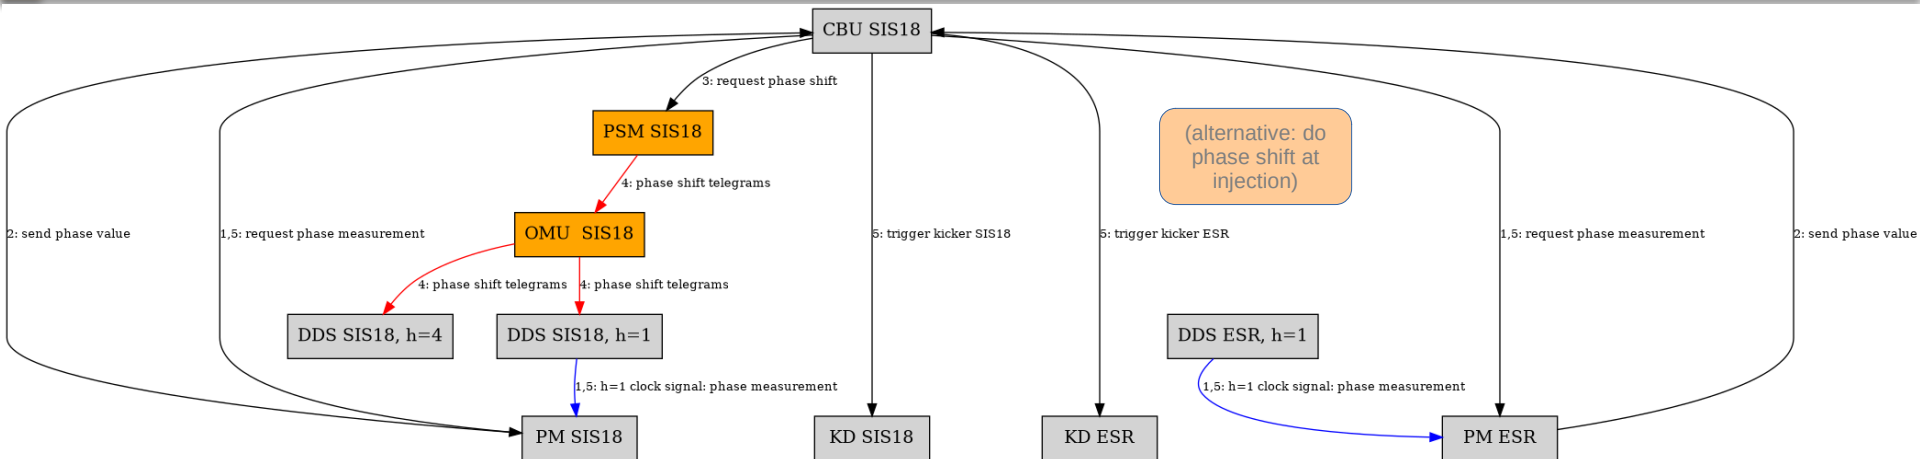 CBU SIS18
3: request phase shift
PSM SIS18
(alternative: do
phase shift at
injection)
4: phase shift telegrams
2: send phase value
1,5: request phase measurement
OMU  SIS18
5: trigger kicker SIS18
5: trigger kicker ESR
1,5: request phase measurement
2: send phase value
4: phase shift telegrams
4: phase shift telegrams
DDS SIS18, h=4
DDS SIS18, h=1
DDS ESR, h=1
1,5: h=1 clock signal: phase measurement
1,5: h=1 clock signal: phase measurement
PM SIS18
KD SIS18
KD ESR
PM ESR